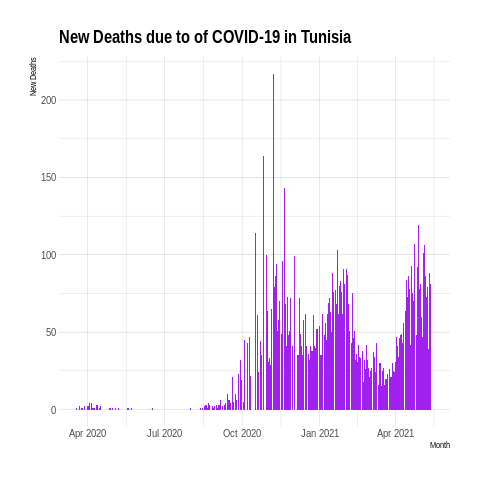 New Deaths due to of COVID-19 in Tunisia
New Deaths
200
150
100
50
0
Apr 2020 Jul 2020 Oct 2020 Jan 2021 Apr 2021
Month